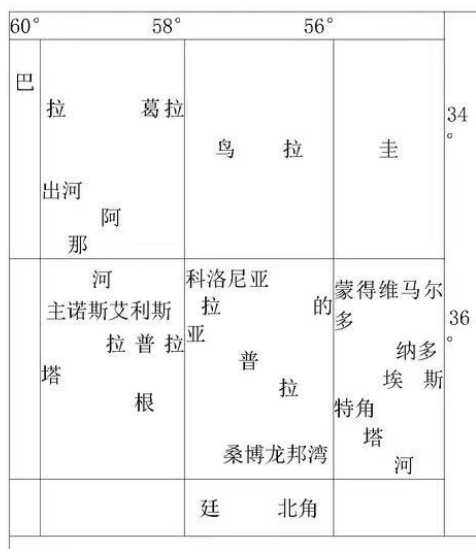 60° 58° 56°
巴
拉 葛拉
34°
乌 拉 圭
出河
阿
那
河 科洛尼亚
蒙得维马尔
主诺斯艾利斯 拉 的
多 36°
亚
拉普拉
普 纳多
塔 埃 斯
拉
根 特角
塔
桑博龙邦湾 河
廷 北角